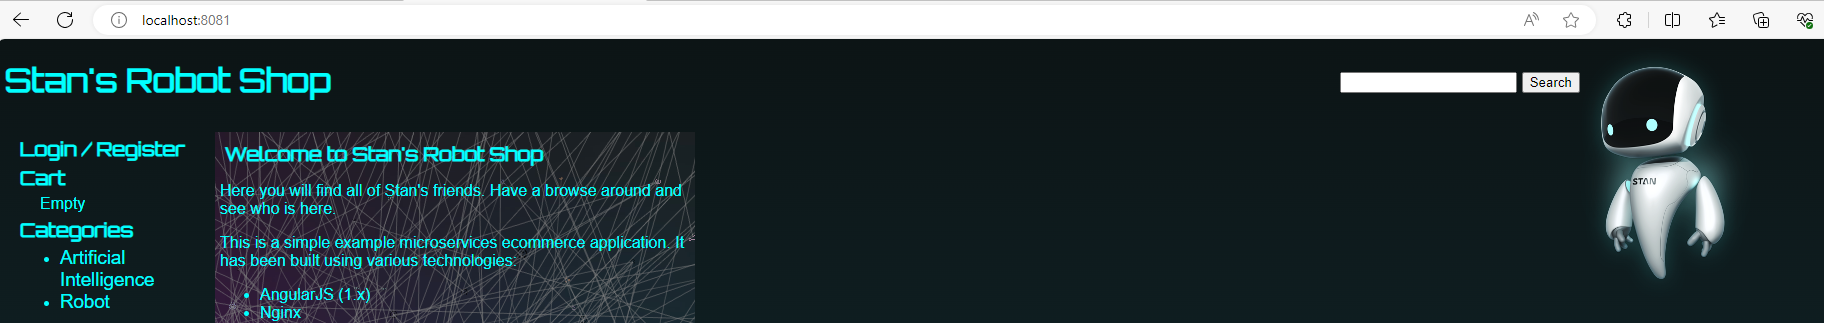 localhost:8081
Stan's Robot Shop
Search
STAN
Login / Register
Cart
Empty
Categories
• Artificial
Intelligence
• Robot
Welcome to Stan's Robot Shop
Here you will find all of Stan's friends. Have a browse around and
see who is here.
This is a simple example microservices ecommerce application. It
has been built using various technologies:
• AngularJS (1.x)
• Nginx